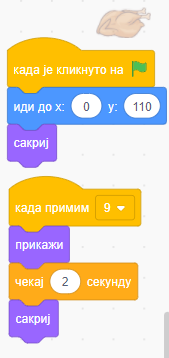 када је кликнуто на
иди до x: 0 y: 110
сакриј
када примим 9
прикажи
чекај 2 секунду
сакриј